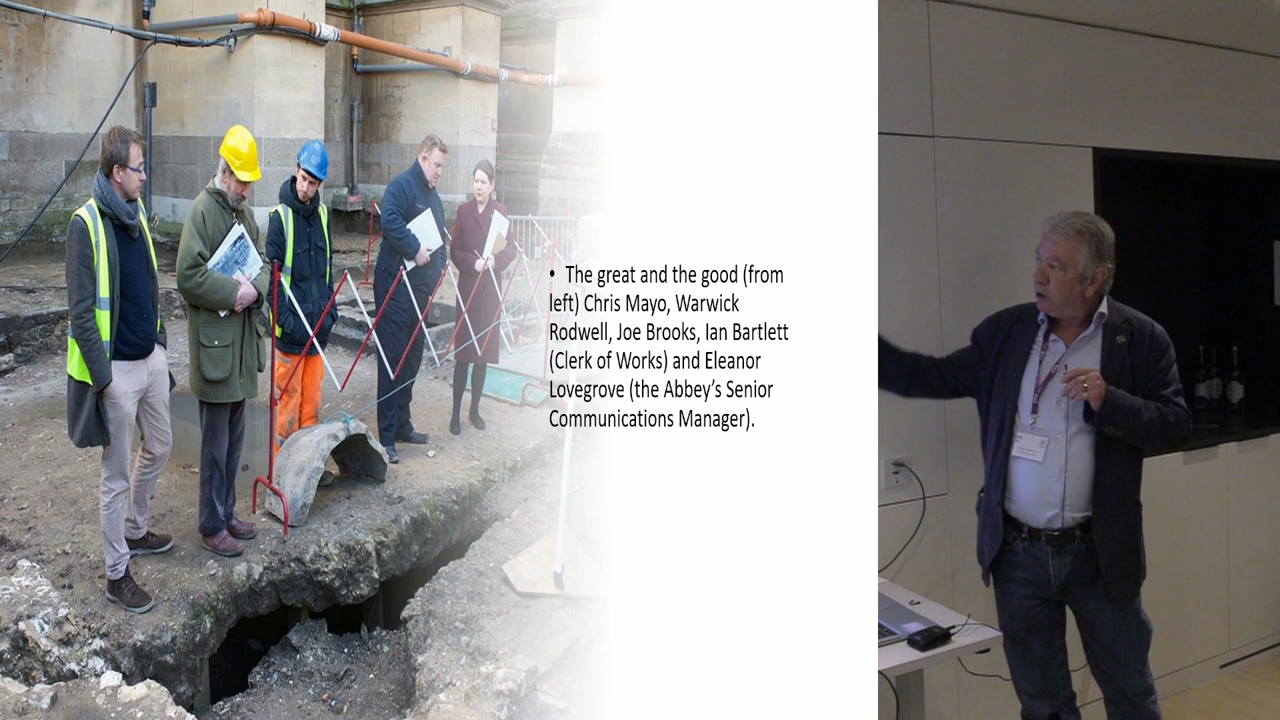 • The great and the good (from
left) Chris Mayo, Warwick
Rodwell, Joe Brooks, Ian Bartlett
(Clerk of Works) and Eleanor
Lovegrove (the Abbey’s Senior
Communications Manager).